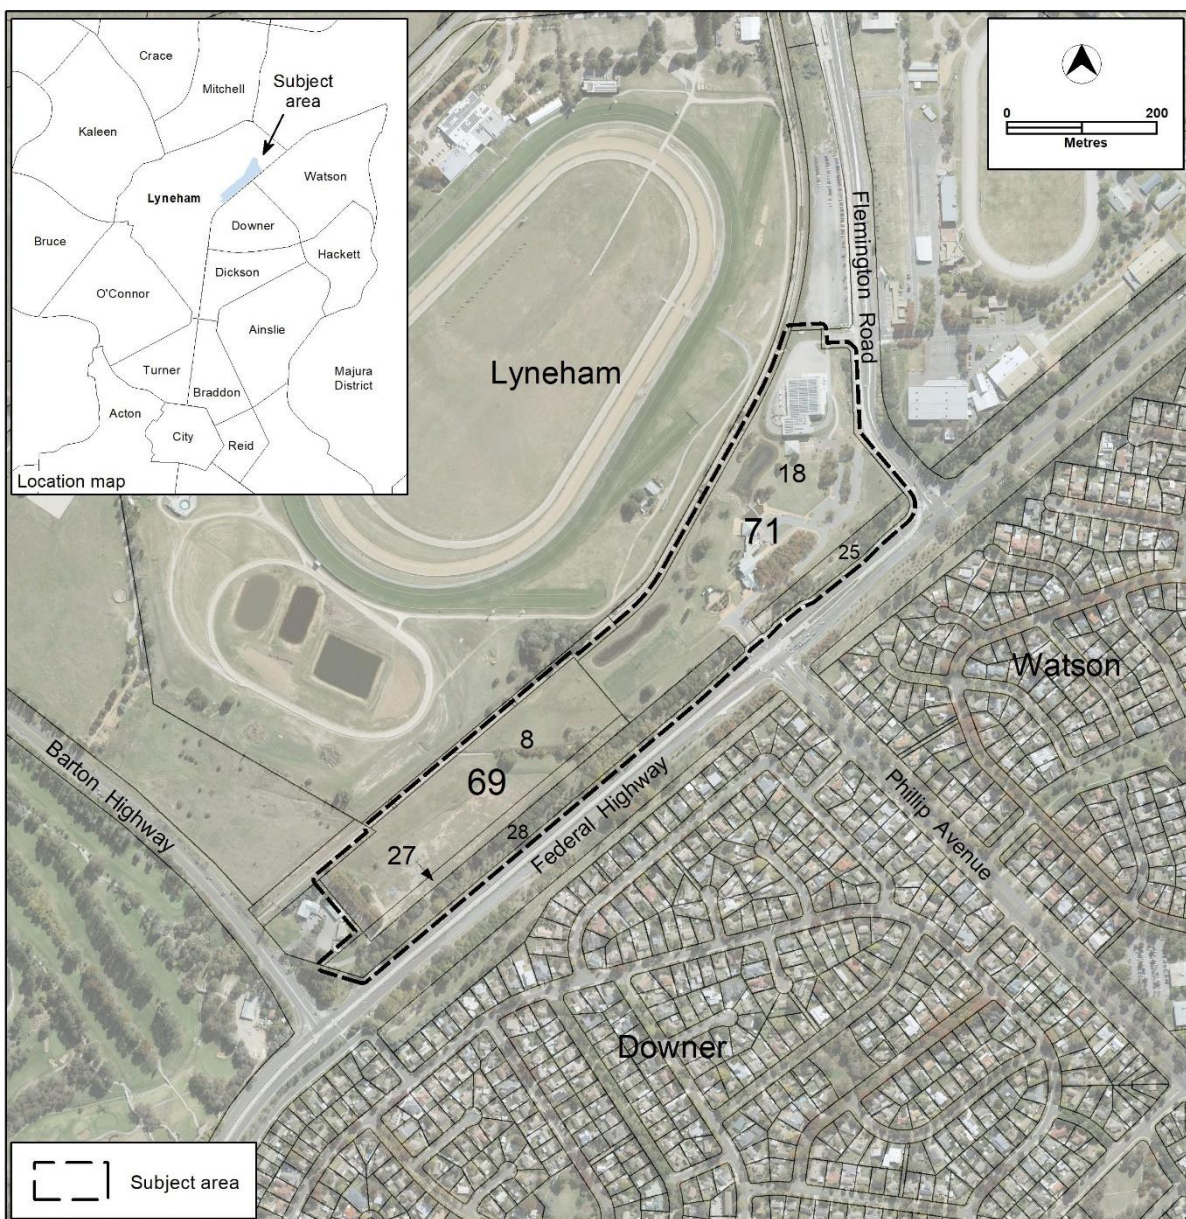 Crace
Mitchell
Subject
area
Kaleen
Watson
Lyneham
Downer
Bruce
Hackett
Dickson
O'Connor
Ainslie
Turner
Majura
District
Braddon
Acton
City
Reid
Location map
0
200
Metres
Flemington Road
Lyneham
18
71
25
Watson
8
69
Barton Highway
Federal Highway
Phillip Avenue
28
27
Downer
Subject area